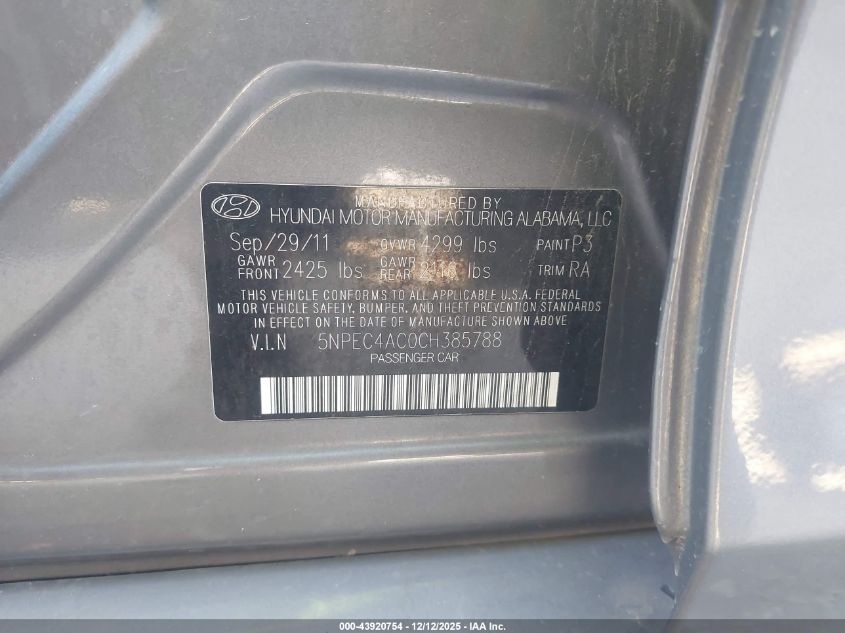 MANUFACTURED BY
HYUNDAI MOTOR MANUFACTURING ALABAMA, LLC
Sep/29/11 GVWR 4299 lbs PAINT P3
GAWR FRONT 2425 lbs GAWR REAR lbs TRIM RA
THIS VEHICLE CONFORMS TO ALL APPLICABLE U.S.A. FEDERAL
MOTOR VEHICLE SAFETY, BUMPER, AND THEFT PREVENTION STANDARDS
IN EFFECT ON THE DATE OF MANUFACTURE SHOWN ABOVE
V.I.N 5NPEC4AC0CH385788
PASSENGER CAR
000-43920754 - 12/12/2025 - © IAA, Inc.